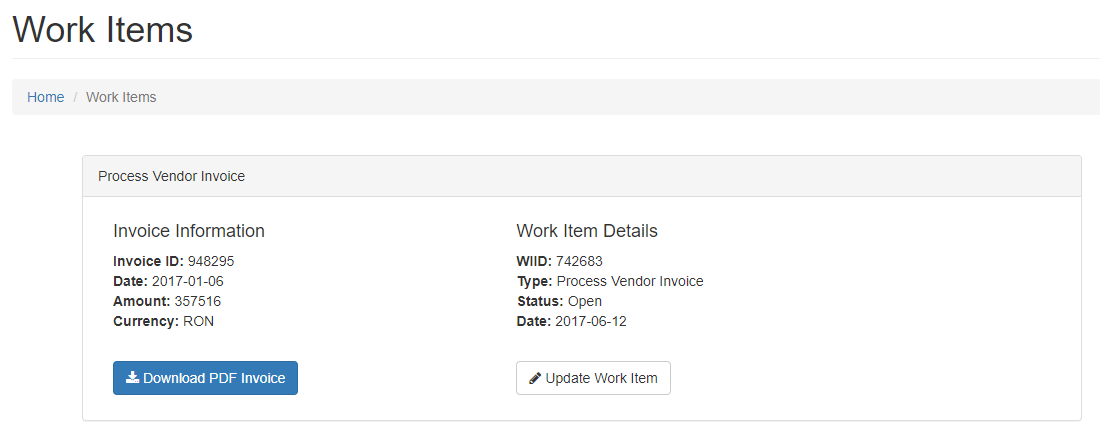 Work Items
Home / Work Items
Process Vendor Invoice
Invoice Information
Invoice ID: 948295
Date: 2017-01-06
Amount: 357516
Currency: RON
Download PDF Invoice
Work Item Details
WIID: 742683
Type: Process Vendor Invoice
Status: Open
Date: 2017-06-12
Update Work Item